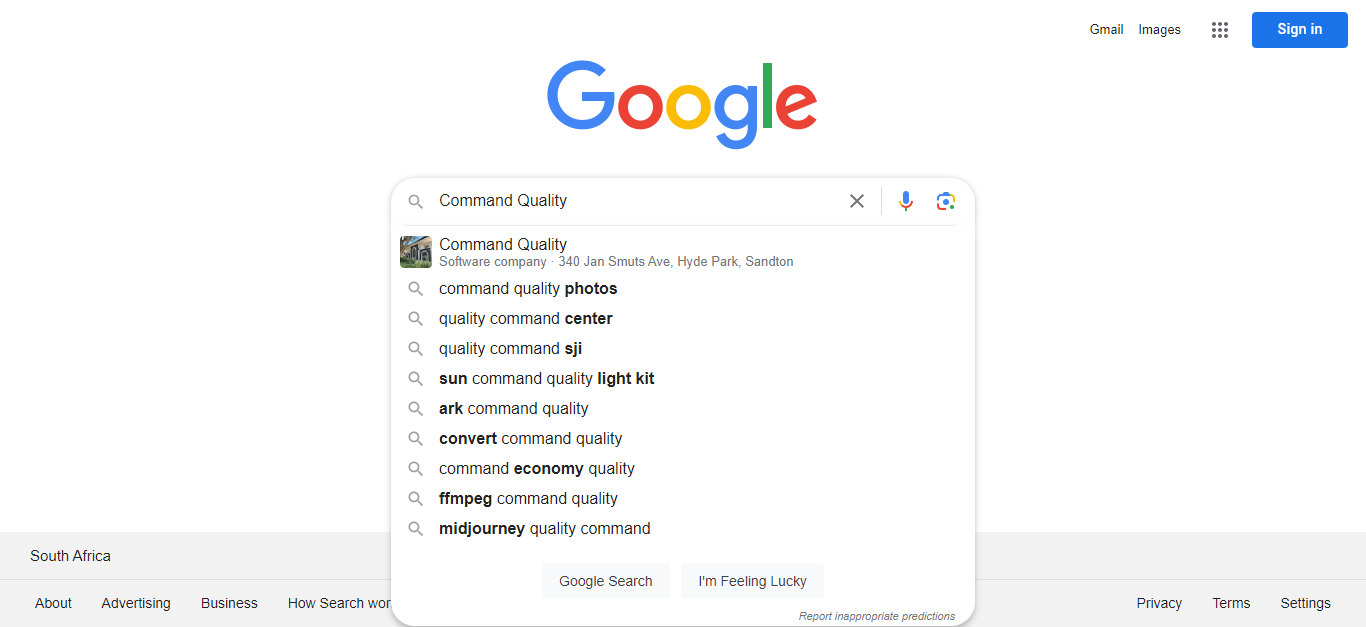 Gmail Images Sign in
Google
Command Quality
Command Quality
Software company · 340 Jan Smuts Ave, Hyde Park, Sandton
command quality photos
quality command center
quality command sji
sun command quality light kit
ark command quality
convert command quality
command economy quality
ffmpeg command quality
midjourney quality command
South Africa
Google Search I'm Feeling Lucky
About Advertising Business How Search wor Privacy Terms Settings
Report inappropriate predictions